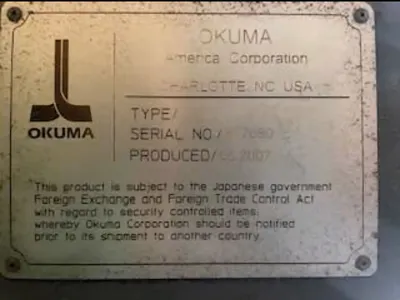 OKUMA
America Corporation
CHARLOTTE, NC USA
OKUMA
TYPE/
SERIAL NO./
PRODUCED/ 2007
This product is subject to the Japanese government
Foreign Exchange and Foreign Trade Control Act
with regard to security controlled items;
whereby Okuma Corporation should be notified
prior to its shipment to another country.